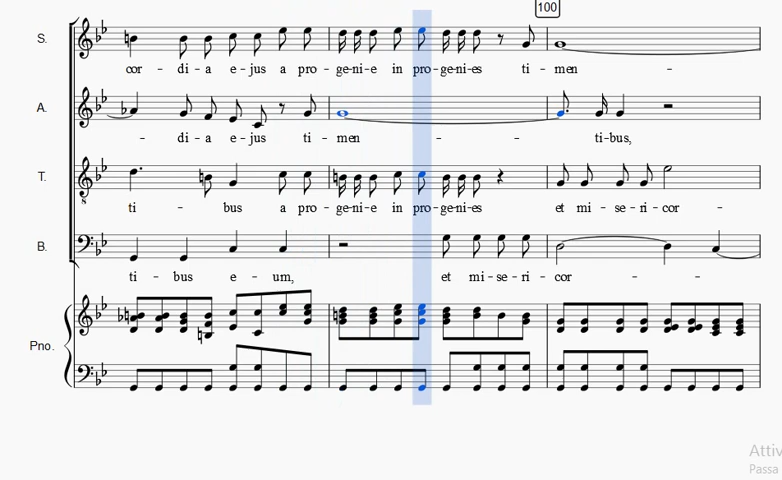 100
S.
cor - di - a e - jus a pro - ge-ni-e in pro-ge-ni-es ti - men -
A.
- di - a e - jus ti - men - - ti-bus,
T.
ti - bus a pro - ge-ni-e in pro-ge-ni-es et mi - se - ri - cor -
B.
ti - bus e - um, et mi - se - ri - cor - -
Pno.
Attiv
Passa